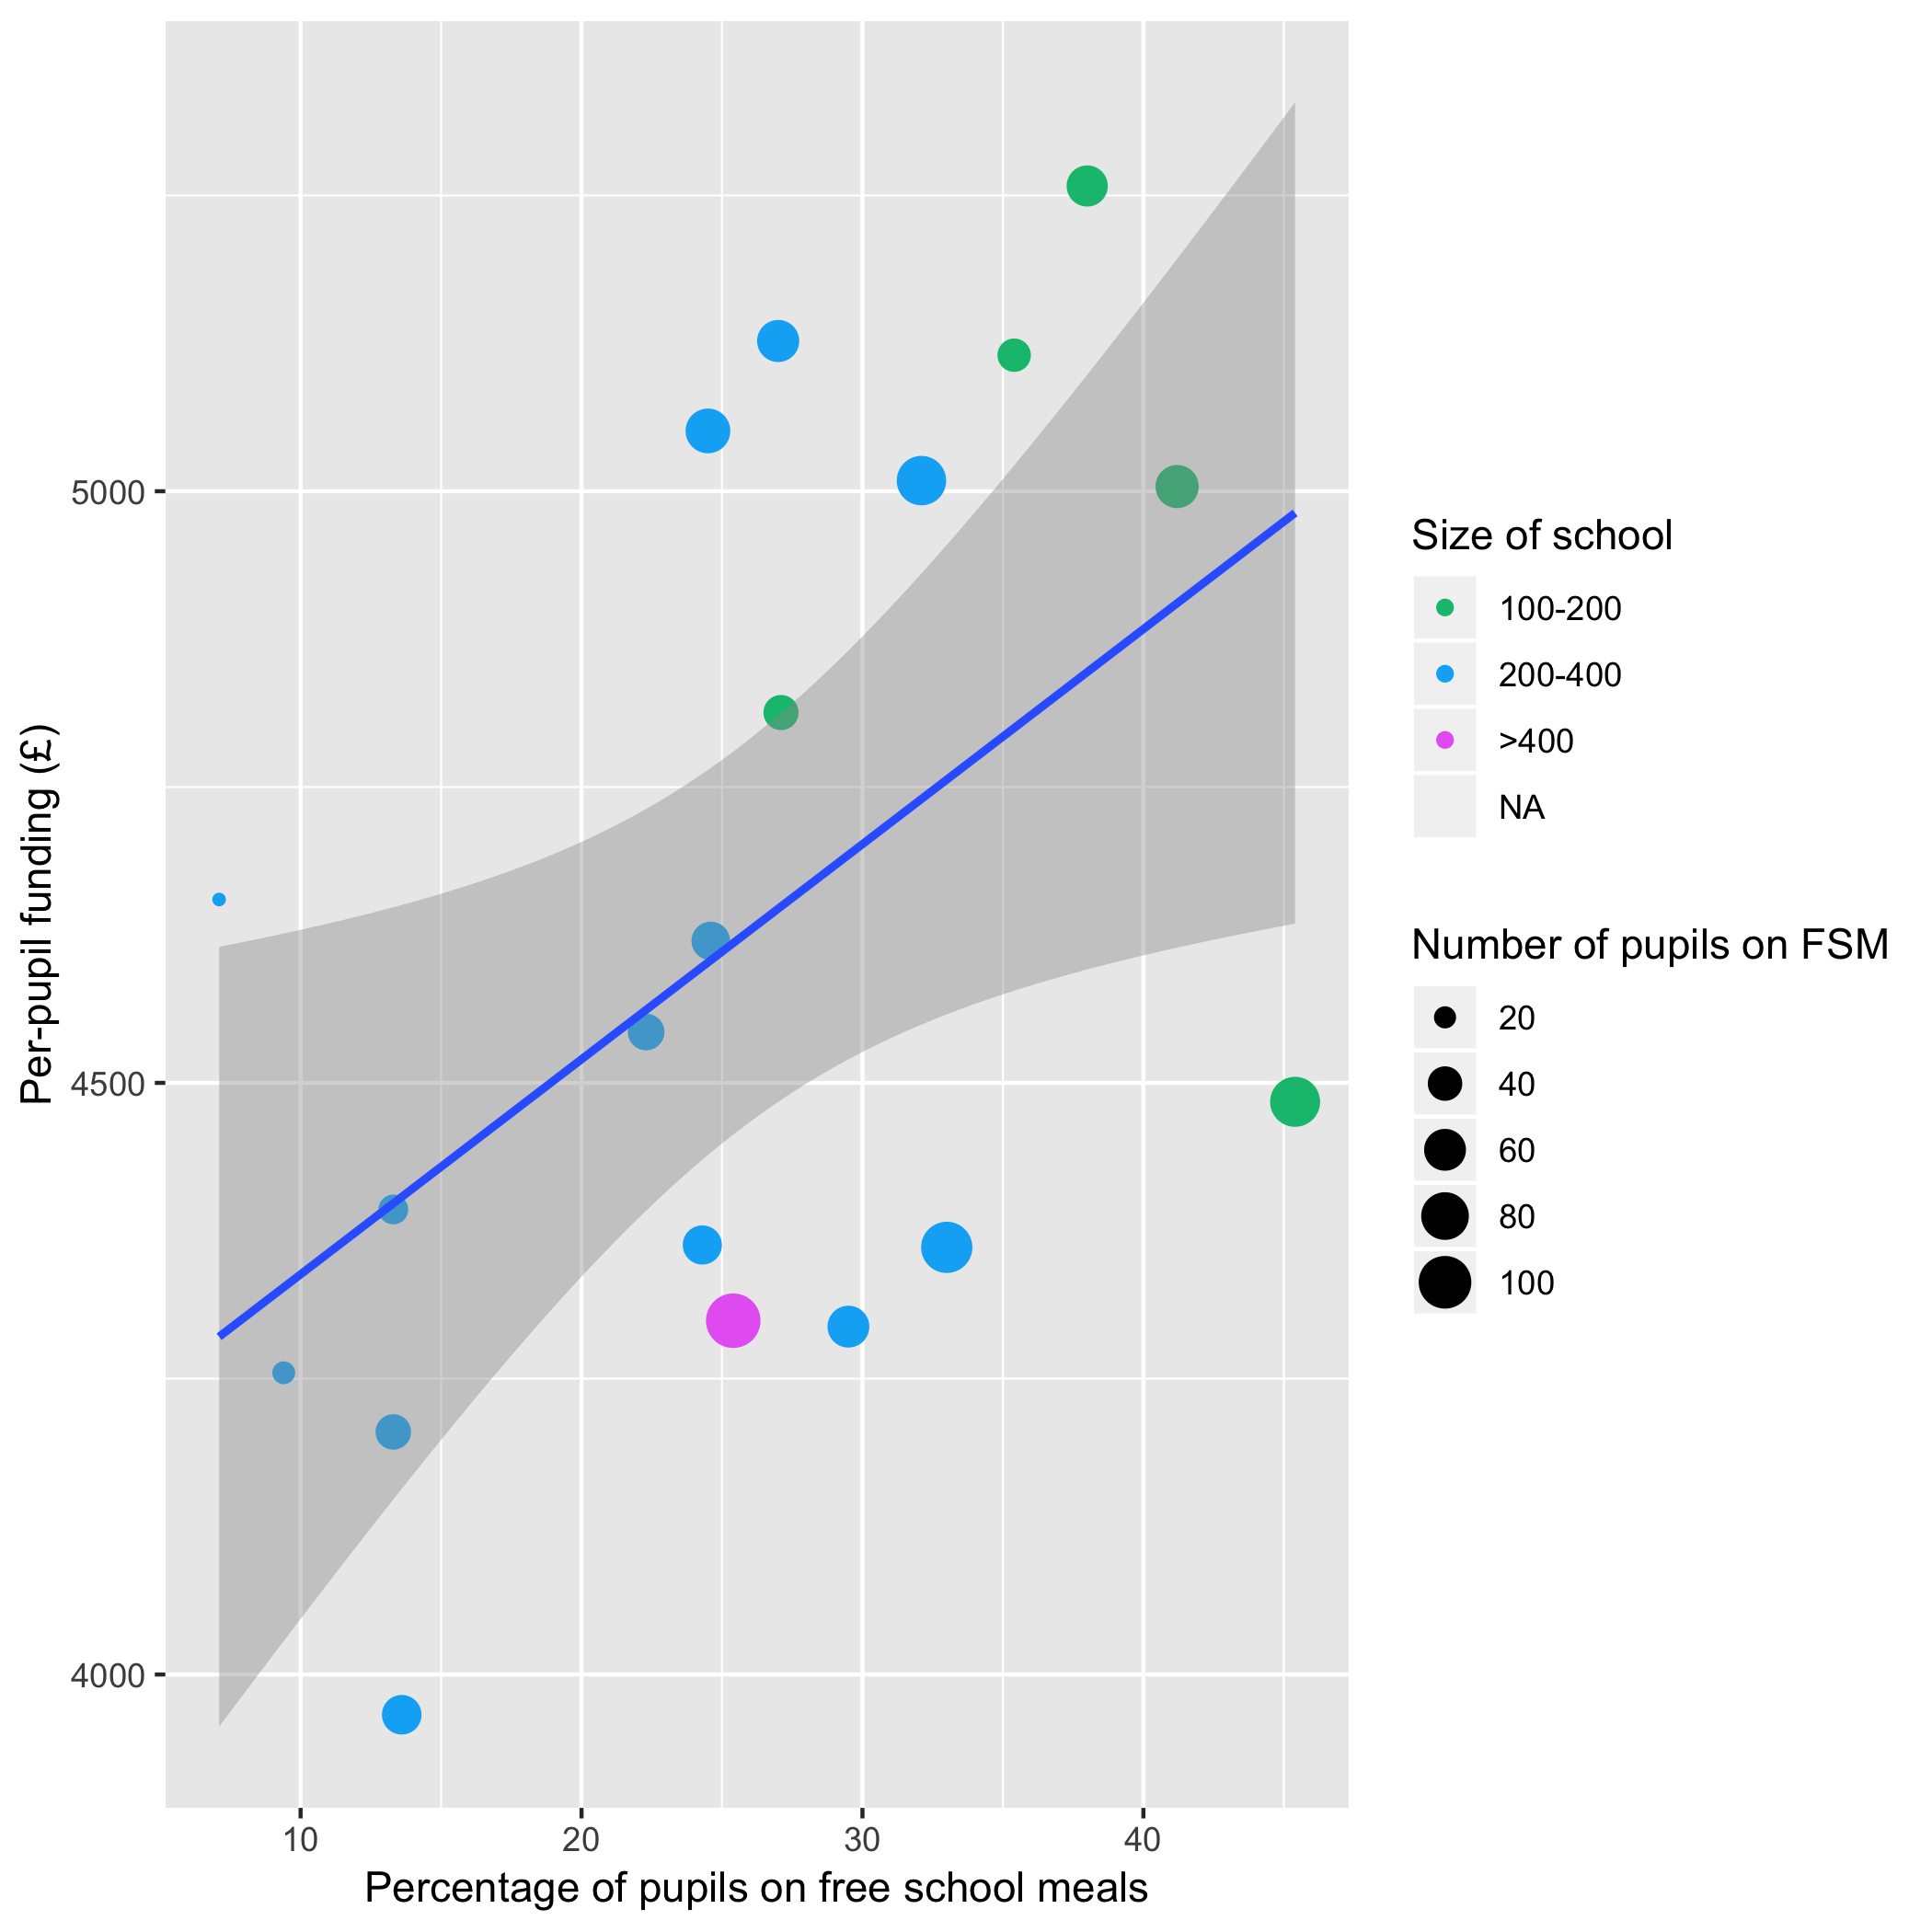 Per-pupil funding (£)
5000
4500
4000
10 20 30 40
Percentage of pupils on free school meals
Size of school
100-200
200-400
>400
NA
Number of pupils on FSM
20
40
60
80
100